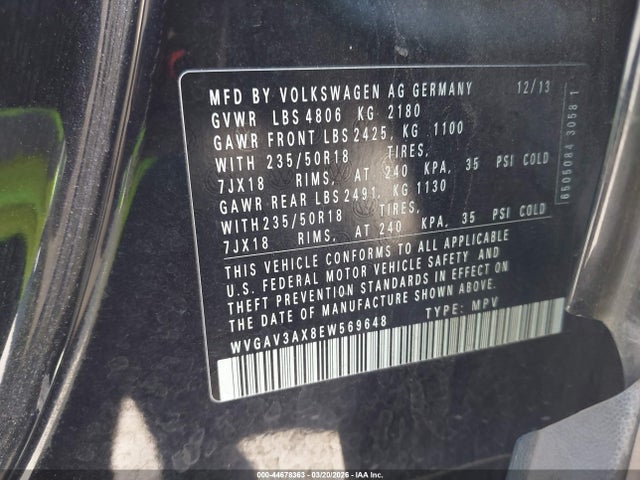 MFD BY VOLKSWAGEN AG GERMANY 12/13
GVWR LBS 4806 KG 2180
GAWR FRONT LBS 2425, KG 1100
WITH 235/50R18 TIRES,
7JX18 RIMS, AT 240 KPA, 35 PSI COLD
GAWR REAR LBS 2491, KG 1130
WITH 235/50R18 TIRES,
7JX18 RIMS, AT 240 KPA, 35 PSI COLD
THIS VEHICLE CONFORMS TO ALL APPLICABLE
U.S. FEDERAL MOTOR VEHICLE SAFETY AND
THEFT PREVENTION STANDARDS IN EFFECT ON
THE DATE OF MANUFACTURE SHOWN ABOVE.
WVGAV3AX8EW569648 TYPE: MPV
6505084 3058 1
000-44678363 - 03/20/2026 - IAA Inc.